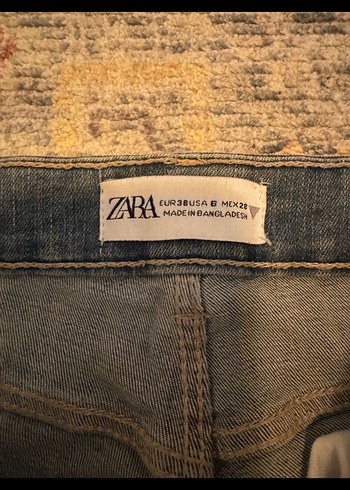 ZARA
EUR 38 USA 6 MEX 28
MADE IN BANGLADESH